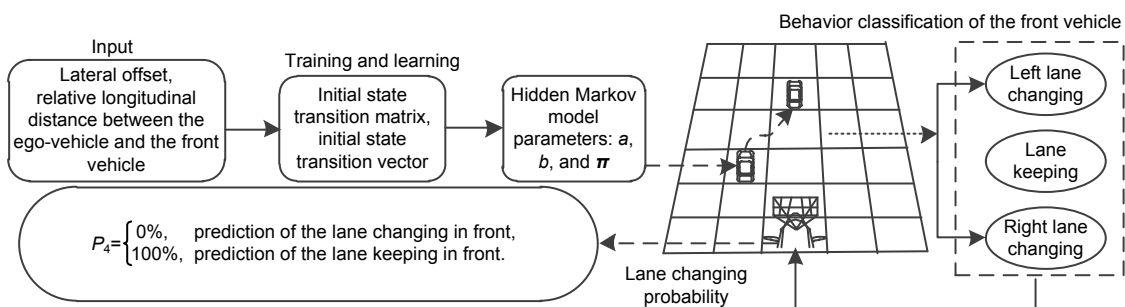 Input
Lateral offset,
relative longitudinal
distance between the
ego-vehicle and the front
vehicle
Training and learning
Initial state
transition matrix,
initial state
transition vector
Hidden Markov
model
parameters: a,
b, and π
Behavior classification of the front vehicle
Left lane
changing
Lane
keeping
Right lane
changing
P4={0%, prediction of the lane changing in front,
100%, prediction of the lane keeping in front.
Lane changing
probability